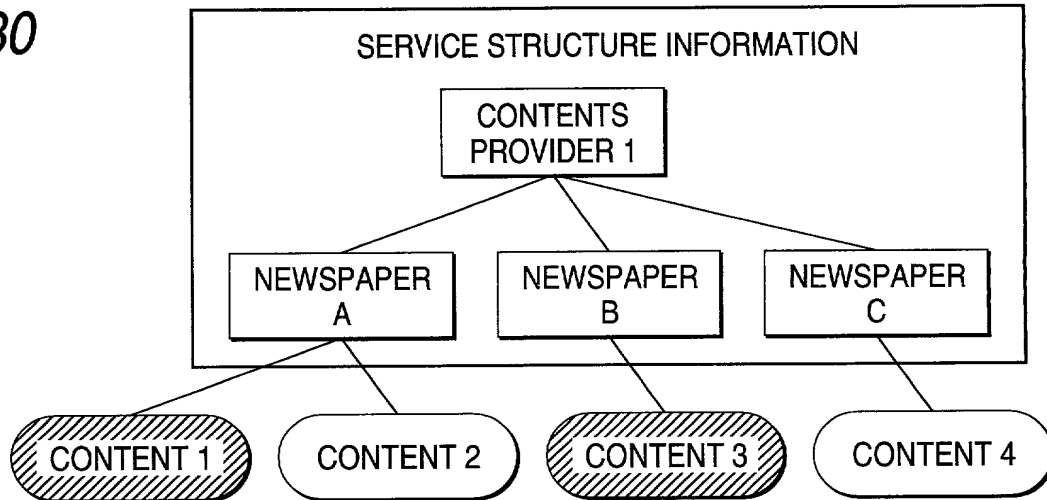 30
SERVICE STRUCTURE INFORMATION
CONTENTS
PROVIDER 1
NEWSPAPER
A
NEWSPAPER
B
NEWSPAPER
C
CONTENT 1
CONTENT 2
CONTENT 3
CONTENT 4